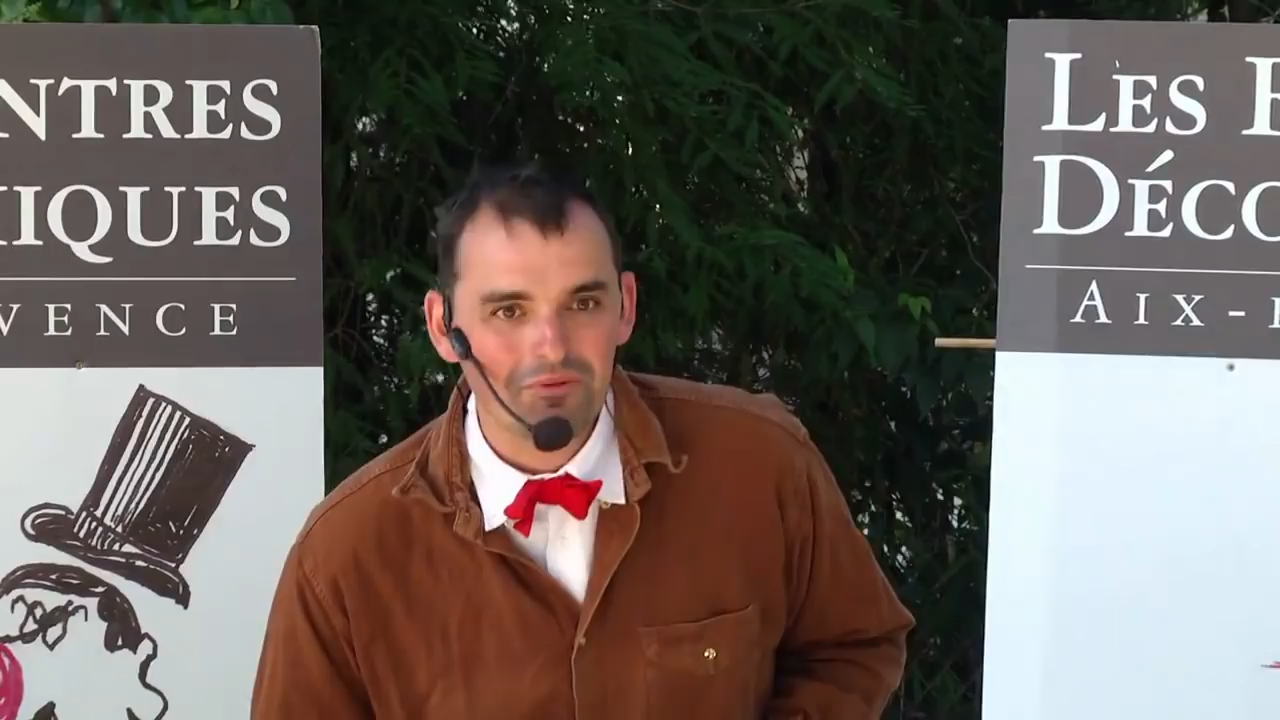 NTRES
IQUES
VENCE
LES
DÉCO
AIX-